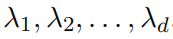 λ₁, λ₂, . . . , λd